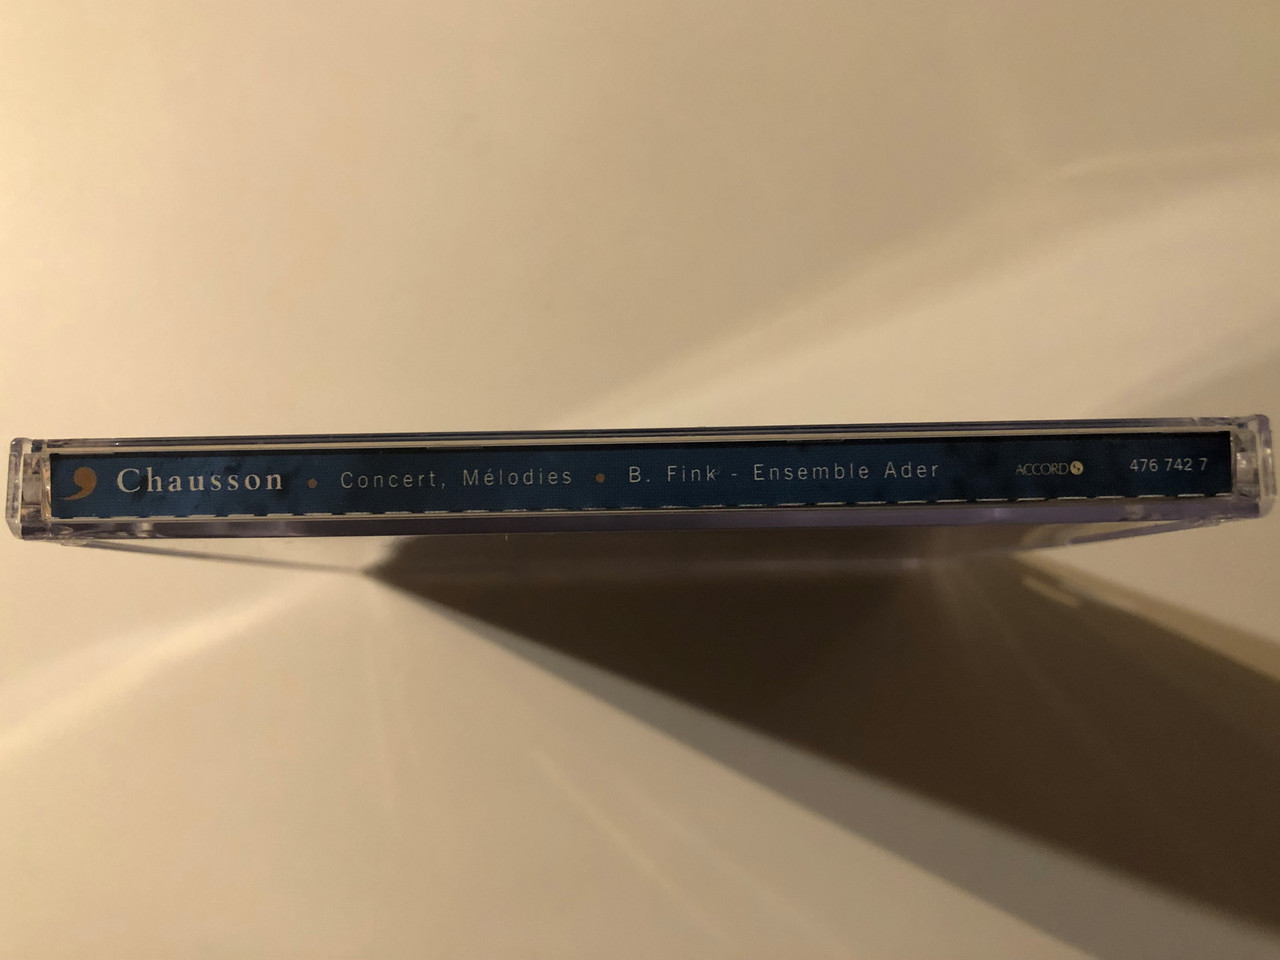 Chausson • Concert, Mélodies • B. Fink - Ensemble Ader ACCORD 476 742 7